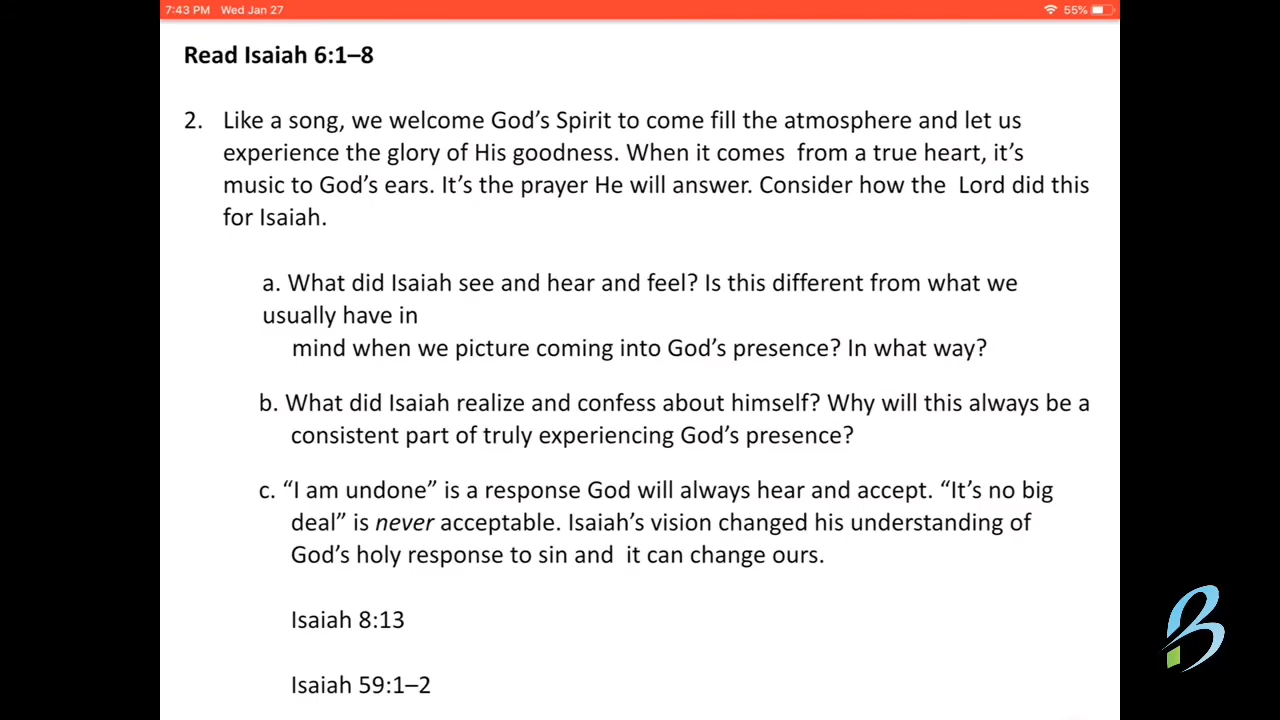 7:43 PM Wed Jan 27 55%
Read Isaiah 6:1–8
2. Like a song, we welcome God’s Spirit to come fill the atmosphere and let us
experience the glory of His goodness. When it comes  from a true heart, it’s
music to God’s ears. It’s the prayer He will answer. Consider how the  Lord did this
for Isaiah.
a. What did Isaiah see and hear and feel? Is this different from what we
usually have in
mind when we picture coming into God’s presence? In what way?
b. What did Isaiah realize and confess about himself? Why will this always be a
consistent part of truly experiencing God’s presence?
c. “I am undone” is a response God will always hear and accept. “It’s no big
deal” is never acceptable. Isaiah’s vision changed his understanding of
God’s holy response to sin and  it can change ours.
Isaiah 8:13
Isaiah 59:1–2